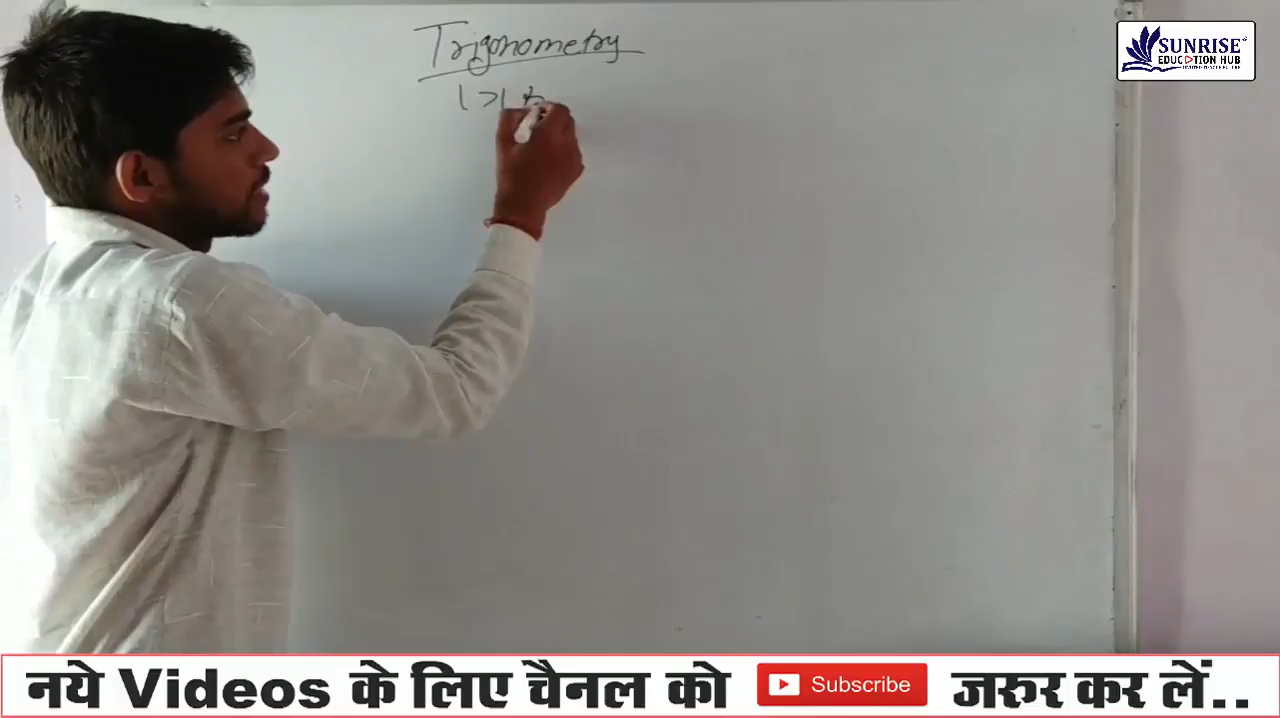 Trigonometry
SUNRISE
EDUCATION HUB
नये Videos के लिए चैनल को Subscribe जरूर कर लें..